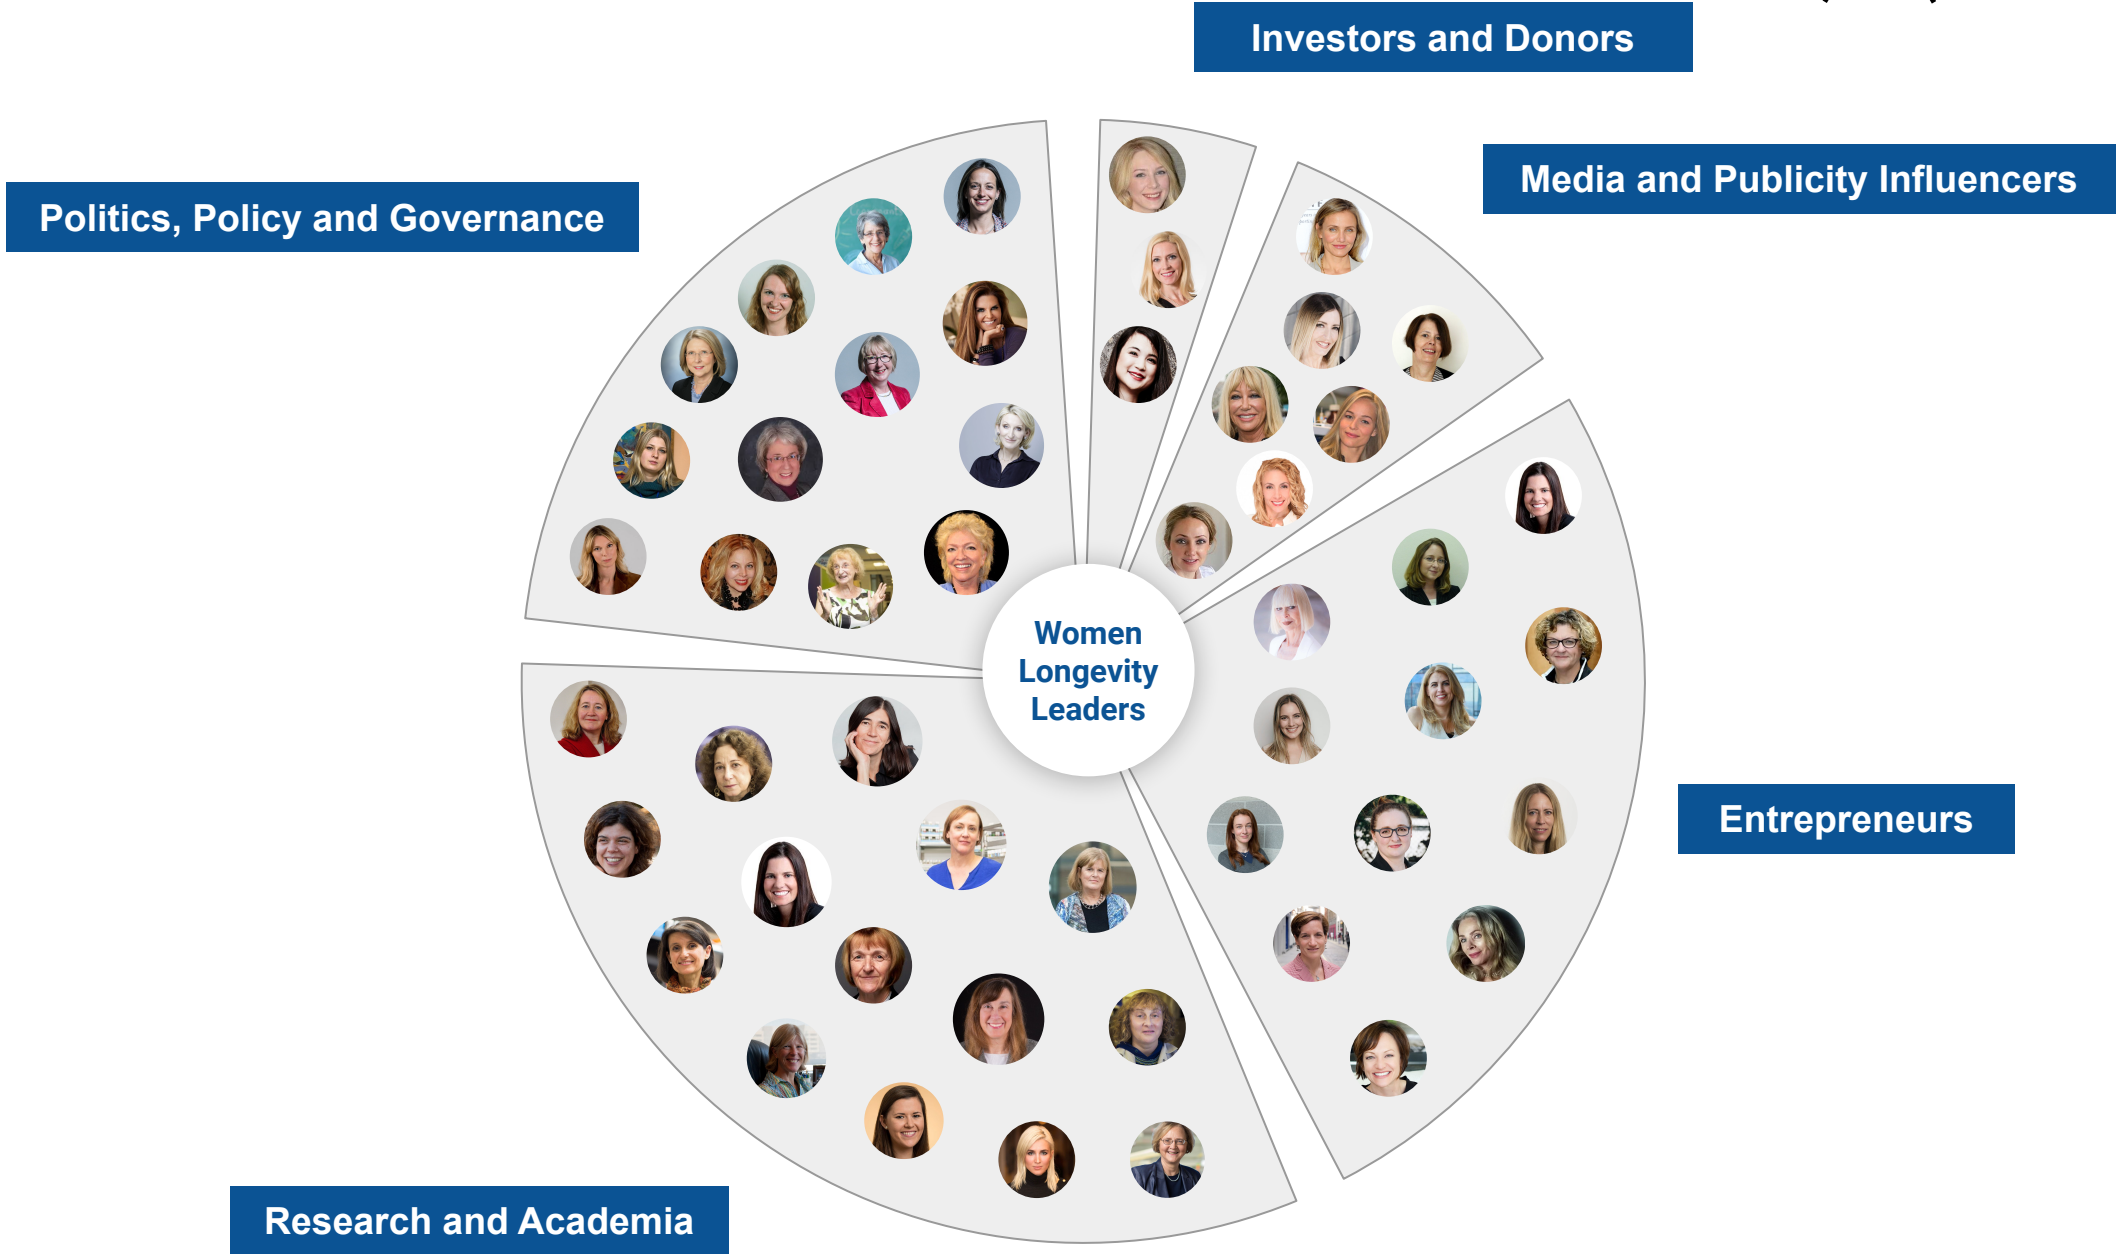 Investors and Donors
Media and Publicity Influencers
Politics, Policy and Governance
Women
Longevity
Leaders
Entrepreneurs
Research and Academia